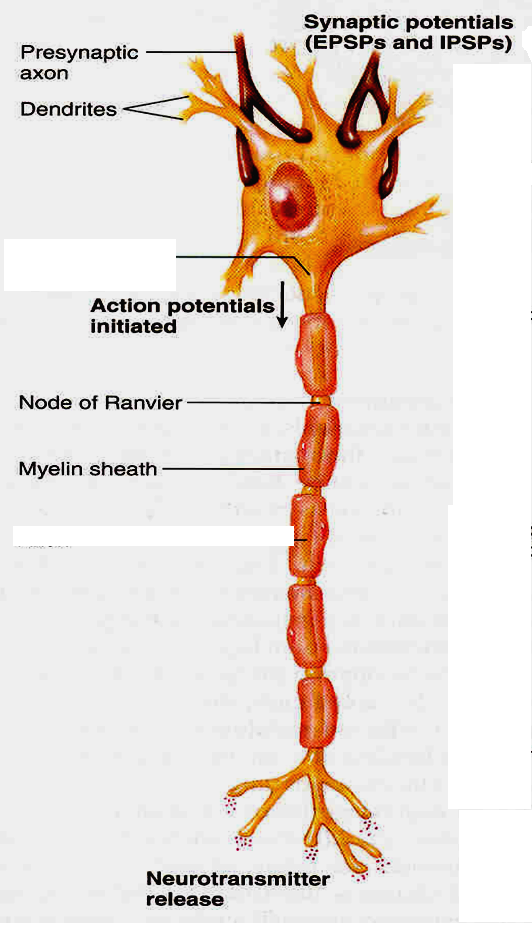 Synaptic potentials
(EPSPs and IPSPs)
Presynaptic
axon
Dendrites
Action potentials
initiated
Node of Ranvier
Myelin sheath
Neurotransmitter
release